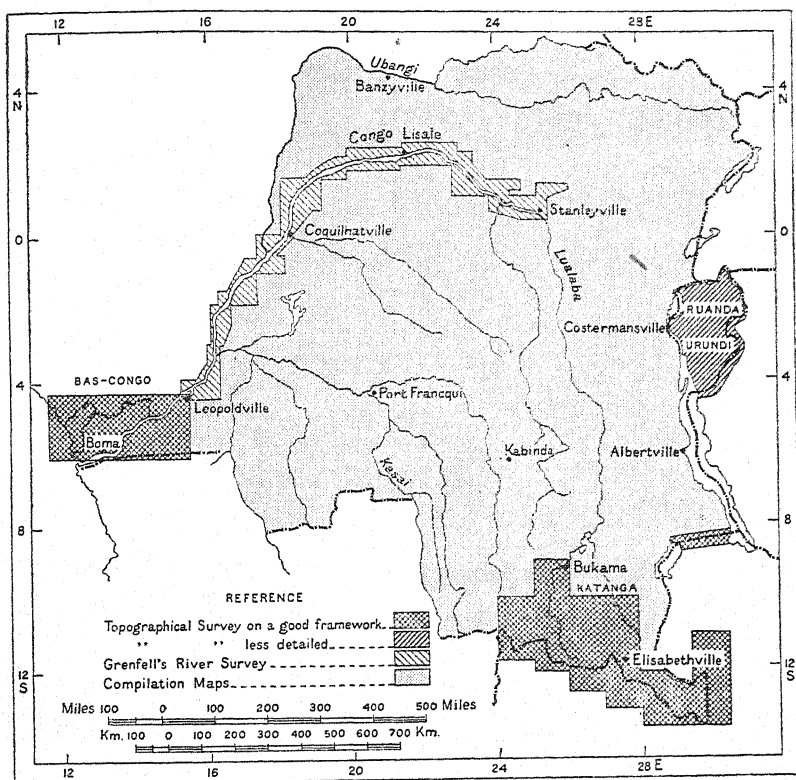 12 16 20 24 28 E
4
N
4
N
Ubangi
Banzyville
Congo Lisale
Stanleyville
0
0
Coquilhatville
Lualaba
RUANDA
Costermansville
URUNDI
BAS-CONGO
4
4
Leopoldville
Port Francqui
Boma
Kabinda
Albertville
Kasai
8
8
Bukama
KATANGA
REFERENCE
Topographical Survey on a good framework
" " less detailed
Grenfell's River Survey
Compilation Maps
Elisabethville
12
S
12
S
Miles 100 0 100 200 300 400 500 Miles
Km. 100 0 100 200 300 400 500 600 700 Km.
12 16 20 24 28 E